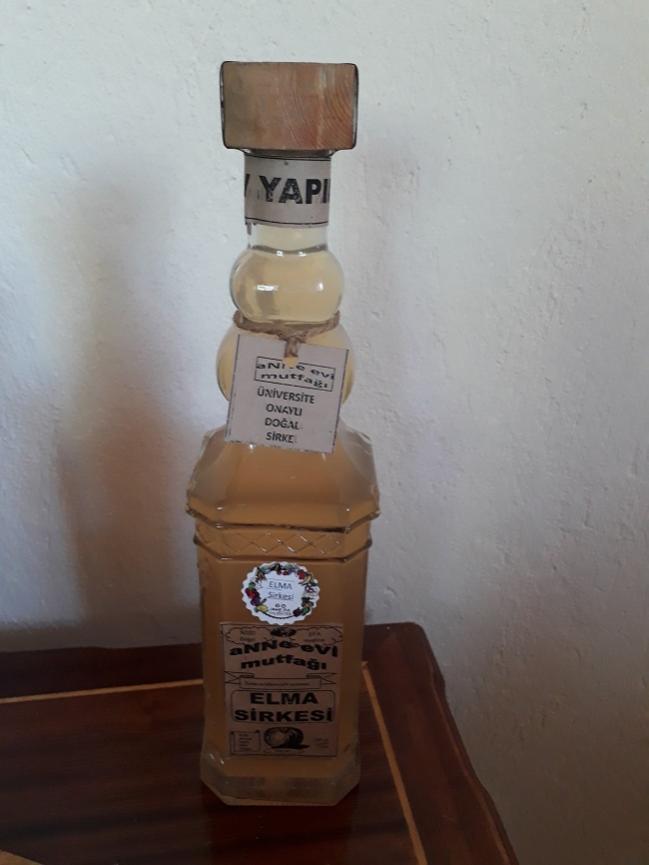 YAPI
aNNe evi
mutfağı
ÜNİVERSİTE
ONAYLI
DOĞAL
SİRKE
ELMA
Sirkesi
aNNe eVİ
mutfağı
ELMA
SİRKESİ